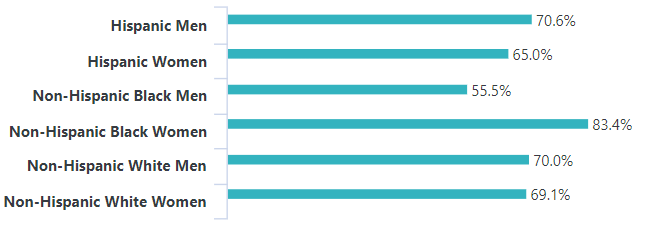 Hispanic Men 70.6%
Hispanic Women 65.0%
Non-Hispanic Black Men 55.5%
Non-Hispanic Black Women 83.4%
Non-Hispanic White Men 70.0%
Non-Hispanic White Women 69.1%